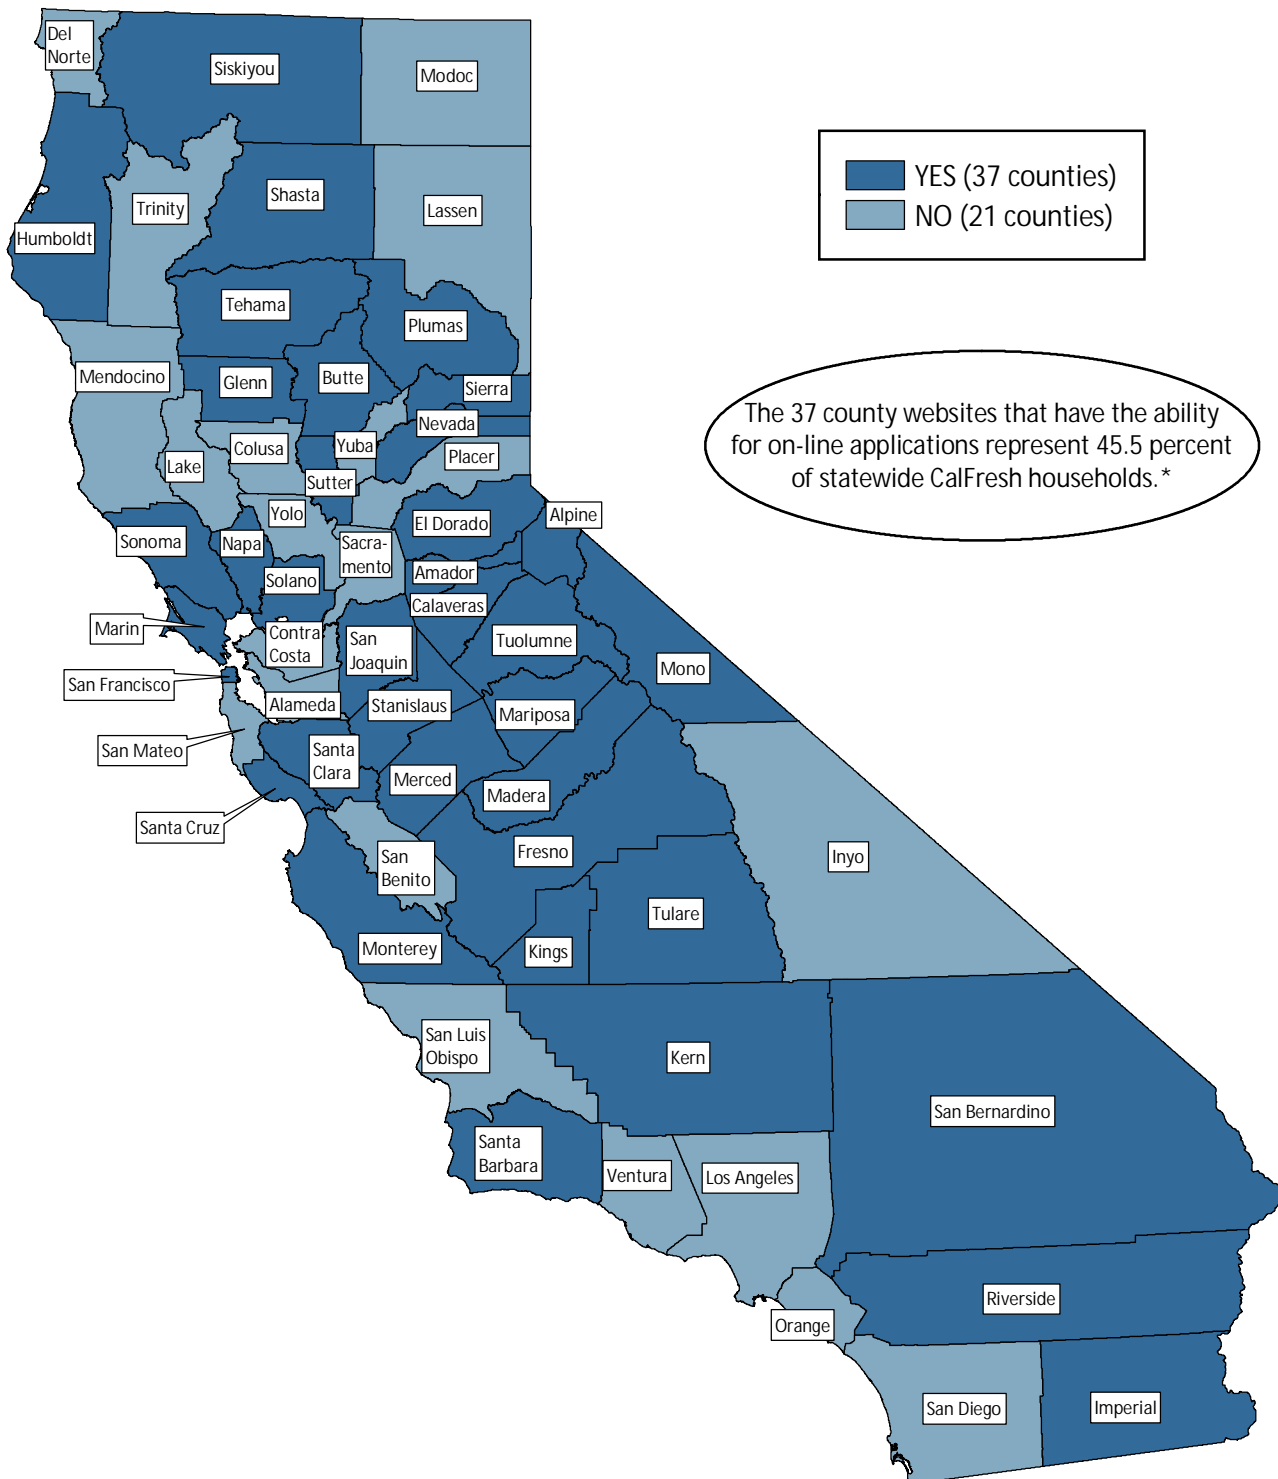 Del
Norte
Siskiyou
Modoc
YES (37 counties)
NO (21 counties)
Trinity
Shasta
Lassen
Humboldt
Tehama
Plumas
Mendocino
Glenn
Butte
Sierra
Nevada
The 37 county websites that have the ability
for on-line applications represent 45.5 percent
of statewide CalFresh households.*
Colusa
Yuba
Placer
Lake
Sutter
Yolo
El Dorado
Alpine
Sonoma
Napa
Sacra-
mento
Solano
Amador
Calaveras
Marin
Contra
Costa
San
Joaquin
Tuolumne
Mono
San Francisco
Alameda
Stanislaus
Mariposa
San Mateo
Santa
Clara
Merced
Madera
Santa Cruz
San
Benito
Fresno
Inyo
Tulare
Monterey
Kings
San Luis
Obispo
Kern
San Bernardino
Santa
Barbara
Ventura
Los Angeles
Riverside
Orange
San Diego
Imperial